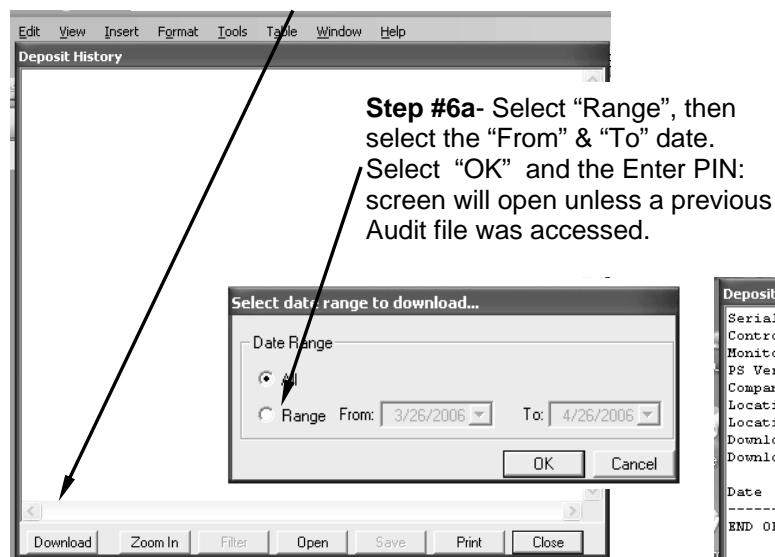 Edit View Insert Format Tools Table Window Help
Deposit History
Step #6a- Select “Range”, then
select the “From” & “To” date.
Select “OK” and the Enter PIN:
screen will open unless a previous
Audit file was accessed.
Select date range to download...
Date Range
All
Range From: 3/26/2006 To: 4/26/2006
OK Cancel
Download Zoom In Filter Open Save Print Close
Deposit
Serial
Contro
Monito
PS Ver
Compan
Locati
Locati
Downlo
Downlo
Date
------
END O